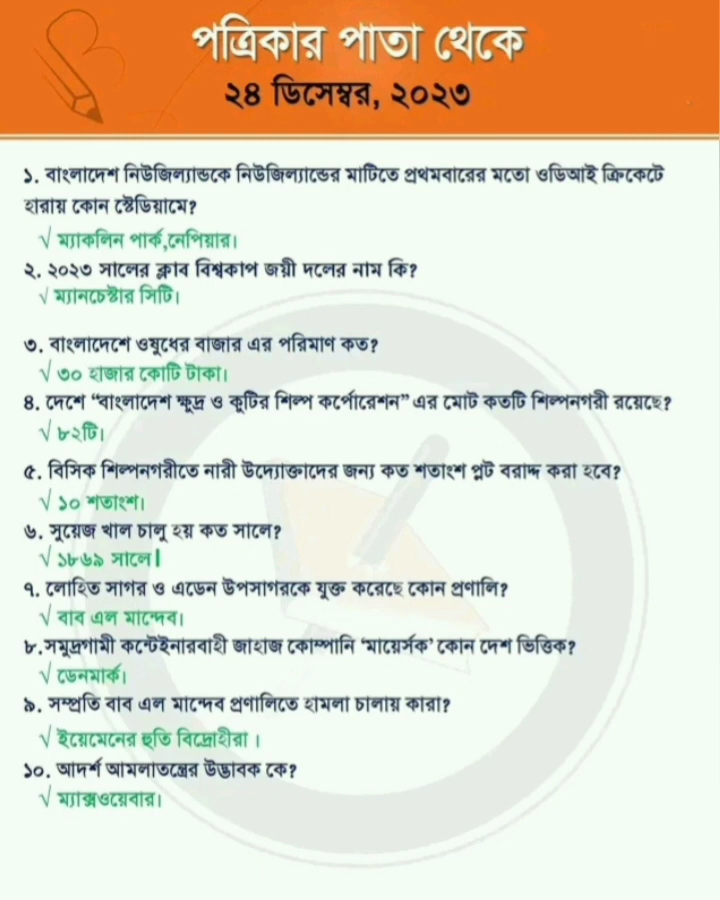 পত্রিকার পাতা থেকে
২৪ ডিসেম্বর, ২০২৩
১. বাংলাদেশ নিউজিল্যান্ডকে নিউজিল্যান্ডের মাটিতে প্রথমবারের মতো ওডিআই ক্রিকেটে
হারায় কোন স্টেডিয়ামে?
√ ম্যাকলিন পার্ক,নেপিয়ার।
২. ২০২৩ সালের ক্লাব বিশ্বকাপ জয়ী দলের নাম কি?
√ ম্যানচেস্টার সিটি।
৩. বাংলাদেশে ওষুধের বাজার এর পরিমাণ কত?
√ ৩০ হাজার কোটি টাকা।
৪. দেশে “বাংলাদেশ ক্ষুদ্র ও কুটির শিল্প কর্পোরেশন” এর মোট কতটি শিল্পনগরী রয়েছে?
√ ৮২টি।
৫. বিসিক শিল্পনগরীতে নারী উদ্যোক্তাদের জন্য কত শতাংশ প্লট বরাদ্দ করা হবে?
√ ১০ শতাংশ।
৬. সুয়েজ খাল চালু হয় কত সালে?
√ ১৮৬৯ সালে|
৭. লোহিত সাগর ও এডেন উপসাগরকে যুক্ত করেছে কোন প্রণালি?
√ বাব এল মান্দেব।
৮.সমুদ্রগামী কন্টেইনারবাহী জাহাজ কোম্পানি ‘মায়ের্সক’ কোন দেশ ভিত্তিক?
√ ডেনমার্ক।
৯. সম্প্রতি বাব এল মান্দেব প্রণালিতে হামলা চালায় কারা?
√ ইয়েমেনের হুতি বিদ্রোহীরা ।
১০. আদর্শ আমলাতন্ত্রের উদ্ভাবক কে?
√ ম্যাক্সওয়েবার।